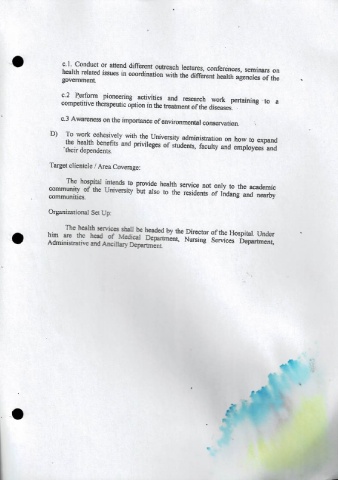 c.1. Conduct or attend different outreach lectures, conferences, seminars on
health related issues in coordination with the different health agencies of the
government.
c.2 Perform pioneering activities and research work pertaining to a
competitive therapeutic option in the treatment of the diseases.
c.3 Awareness on the importance of environmental conservation.
D) To work cohesively with the University administration on how to expand
the health benefits and privileges of students, faculty and employees and
their dependents.
Target clientele / Area Coverage:
The hospital intends to provide health service not only to the academic
community of the University but also to the residents of Indang and nearby
communities.
Organizational Set Up:
The health services shall be headed by the Director of the Hospital. Under
him are the head of Medical Department, Nursing Services Department,
Administrative and Ancillary Department.